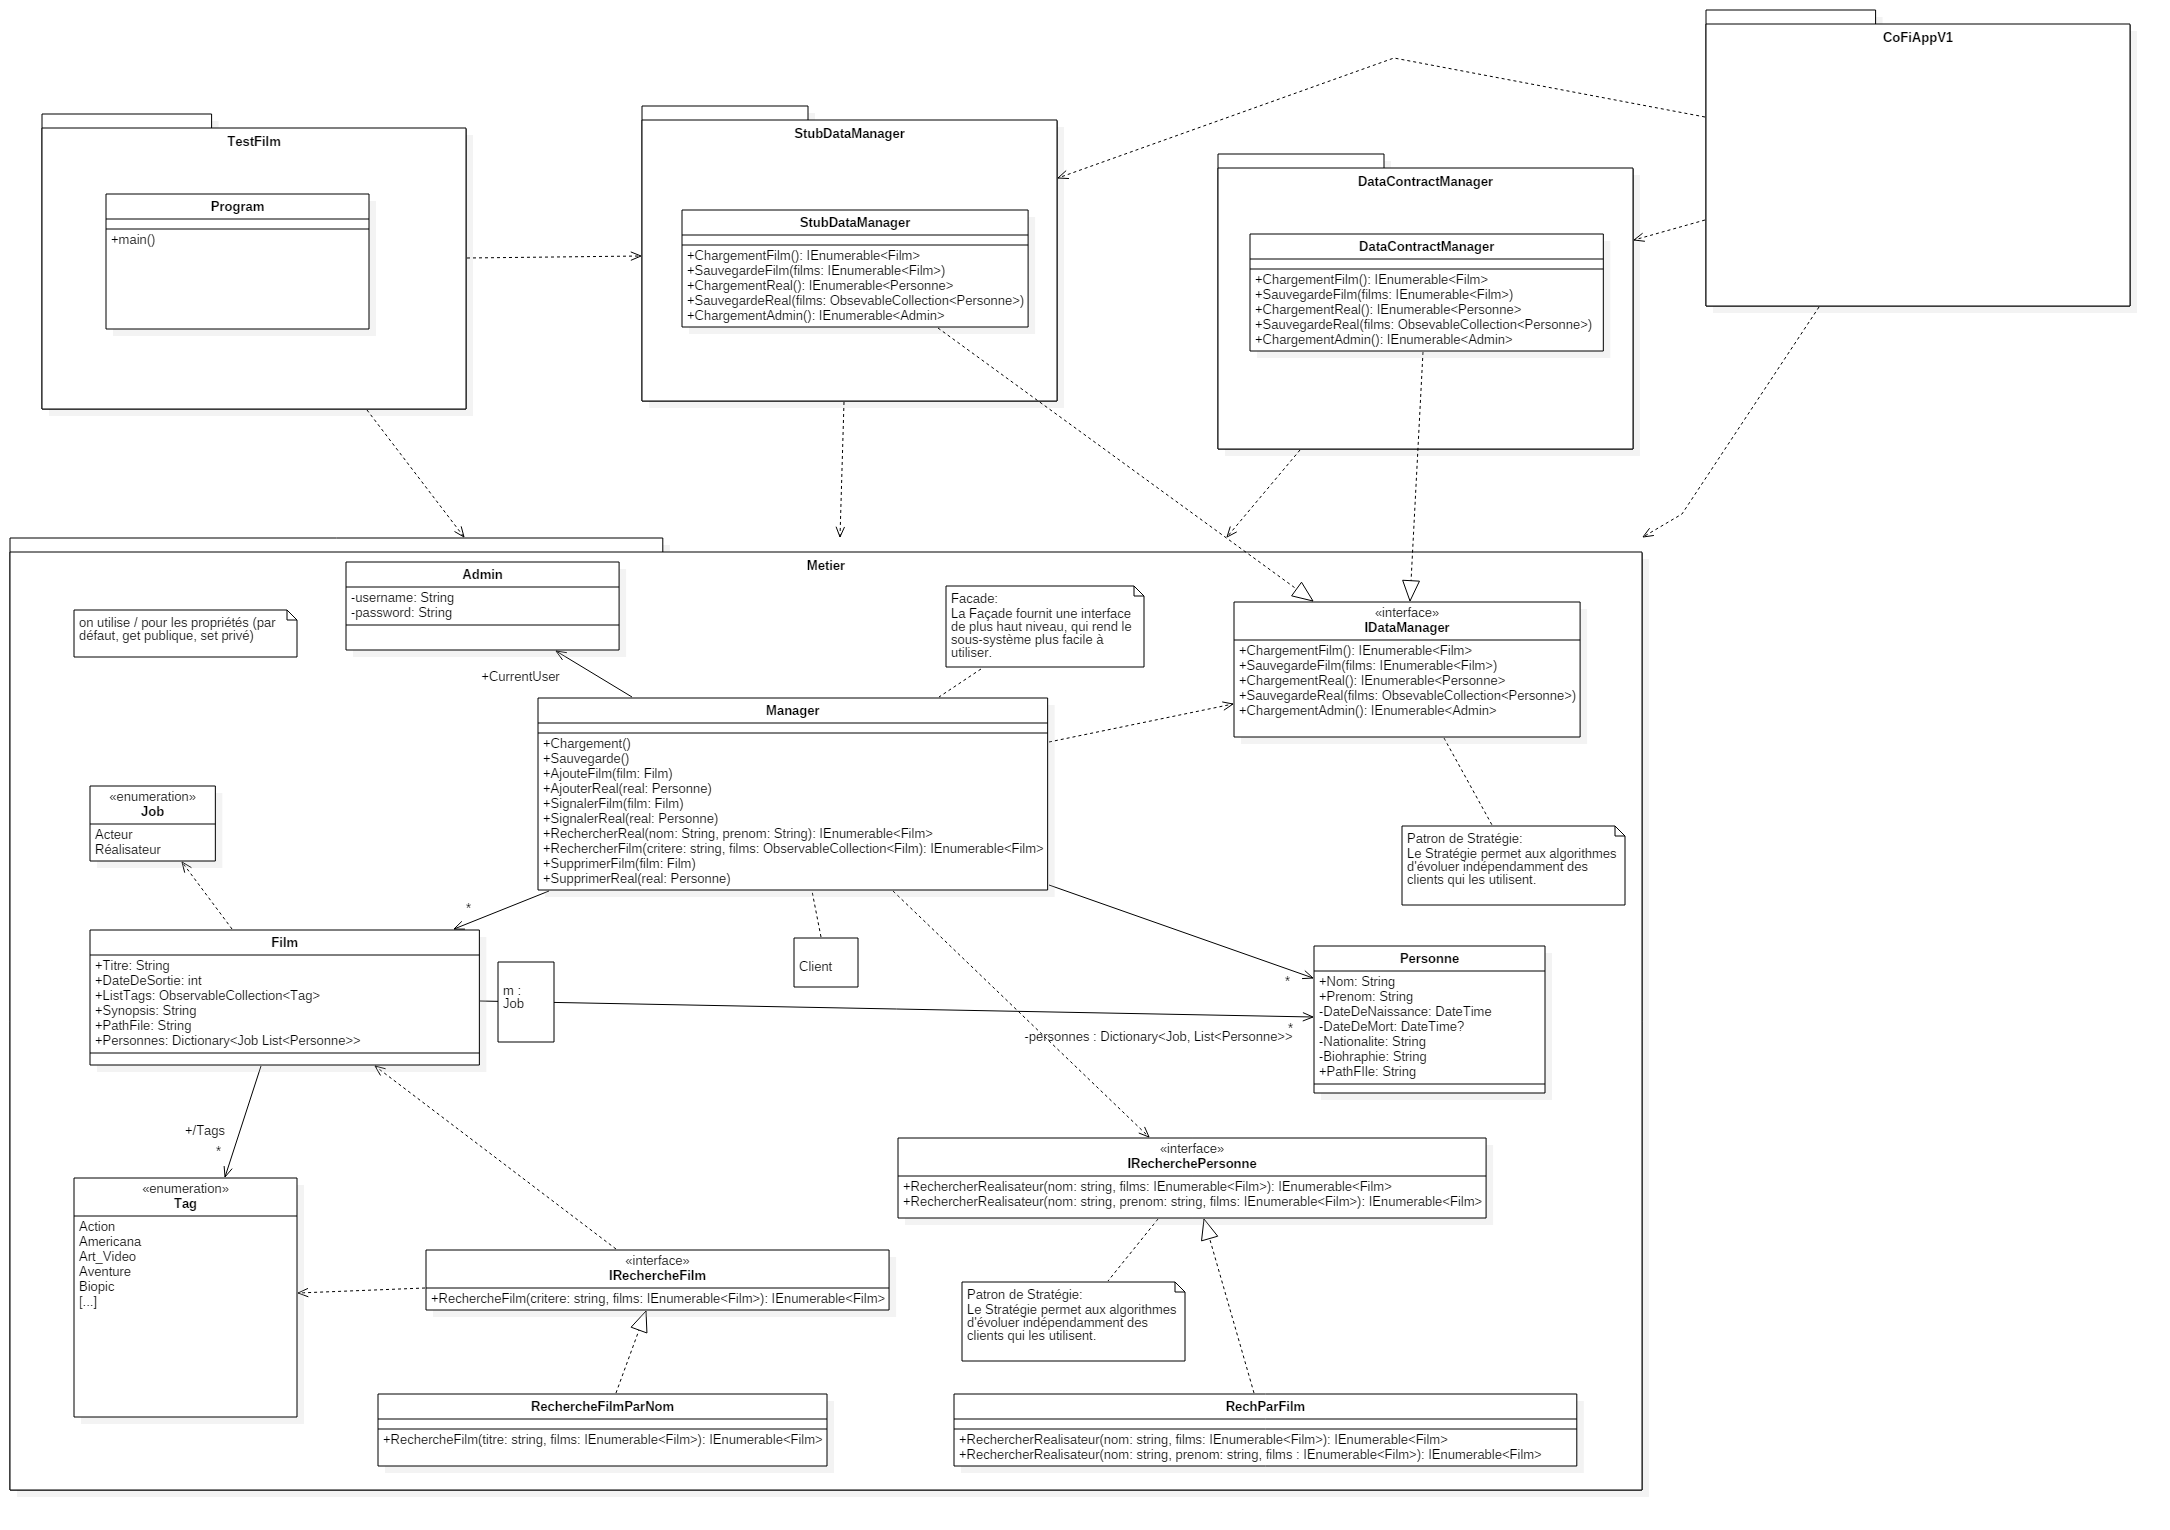 CoFiAppV1
TestFilm
Program
+main()
StubDataManager
StubDataManager
+ChargementFilm(): IEnumerable<Film>
+SauvegardeFilm(films: IEnumerable<Film>)
+ChargementReal(): IEnumerable<Personne>
+SauvegardeReal(films: ObsevableCollection<Personne>)
+ChargementAdmin(): IEnumerable<Admin>
DataContractManager
DataContractManager
+ChargementFilm(): IEnumerable<Film>
+SauvegardeFilm(films: IEnumerable<Film>)
+ChargementReal(): IEnumerable<Personne>
+SauvegardeReal(films: ObsevableCollection<Personne>)
+ChargementAdmin(): IEnumerable<Admin>
Metier
on utilise / pour les propriétés (par
défaut, get publique, set privé)
Admin
-username: String
-password: String
+CurrentUser
Facade:
La Façade fournit une interface
de plus haut niveau, qui rend le
sous-système plus facile à
utiliser.
«interface»
IDataManager
+ChargementFilm(): IEnumerable<Film>
+SauvegardeFilm(films: IEnumerable<Film>)
+ChargementReal(): IEnumerable<Personne>
+SauvegardeReal(films: ObsevableCollection<Personne>)
+ChargementAdmin(): IEnumerable<Admin>
Manager
+Chargement()
+Sauvegarde()
+AjouteFilm(film: Film)
+AjouterReal(real: Personne)
+SignalerFilm(film: Film)
+SignalerReal(real: Personne)
+RechercherReal(nom: String, prenom: String): IEnumerable<Film>
+RechercherFilm(critere: string, films: ObservableCollection<Film): IEnumerable<Film>
+SupprimerFilm(film: Film)
+SupprimerReal(real: Personne)
«enumeration»
Job
Acteur
Réalisateur
Patron de Stratégie:
Le Stratégie permet aux algorithmes
d'évoluer indépendamment des
clients qui les utilisent.
*
Film
+Titre: String
+DateDeSortie: int
+ListTags: ObservableCollection<Tag>
+Synopsis: String
+PathFile: String
+Personnes: Dictionary<Job List<Personne>>
m :
Job
Client
*
*
-personnes : Dictionary<Job, List<Personne>>
Personne
+Nom: String
+Prenom: String
-DateDeNaissance: DateTime
-DateDeMort: DateTime?
-Nationalite: String
-Biohraphie: String
+PathFIle: String
+/Tags
*
«enumeration»
Tag
Action
Americana
Art_Video
Aventure
Biopic
[...]
«interface»
IRecherchePersonne
+RechercherRealisateur(nom: string, films: IEnumerable<Film>): IEnumerable<Film>
+RechercherRealisateur(nom: string, prenom: string, films: IEnumerable<Film>): IEnumerable<Film>
«interface»
IRechercheFilm
+RechercheFilm(critere: string, films: IEnumerable<Film>): IEnumerable<Film>
Patron de Stratégie:
Le Stratégie permet aux algorithmes
d'évoluer indépendamment des
clients qui les utilisent.
RechercheFilmParNom
+RechercheFilm(titre: string, films: IEnumerable<Film>): IEnumerable<Film>
RechParFilm
+RechercherRealisateur(nom: string, films: IEnumerable<Film>): IEnumerable<Film>
+RechercherRealisateur(nom: string, prenom: string, films : IEnumerable<Film>): IEnumerable<Film>